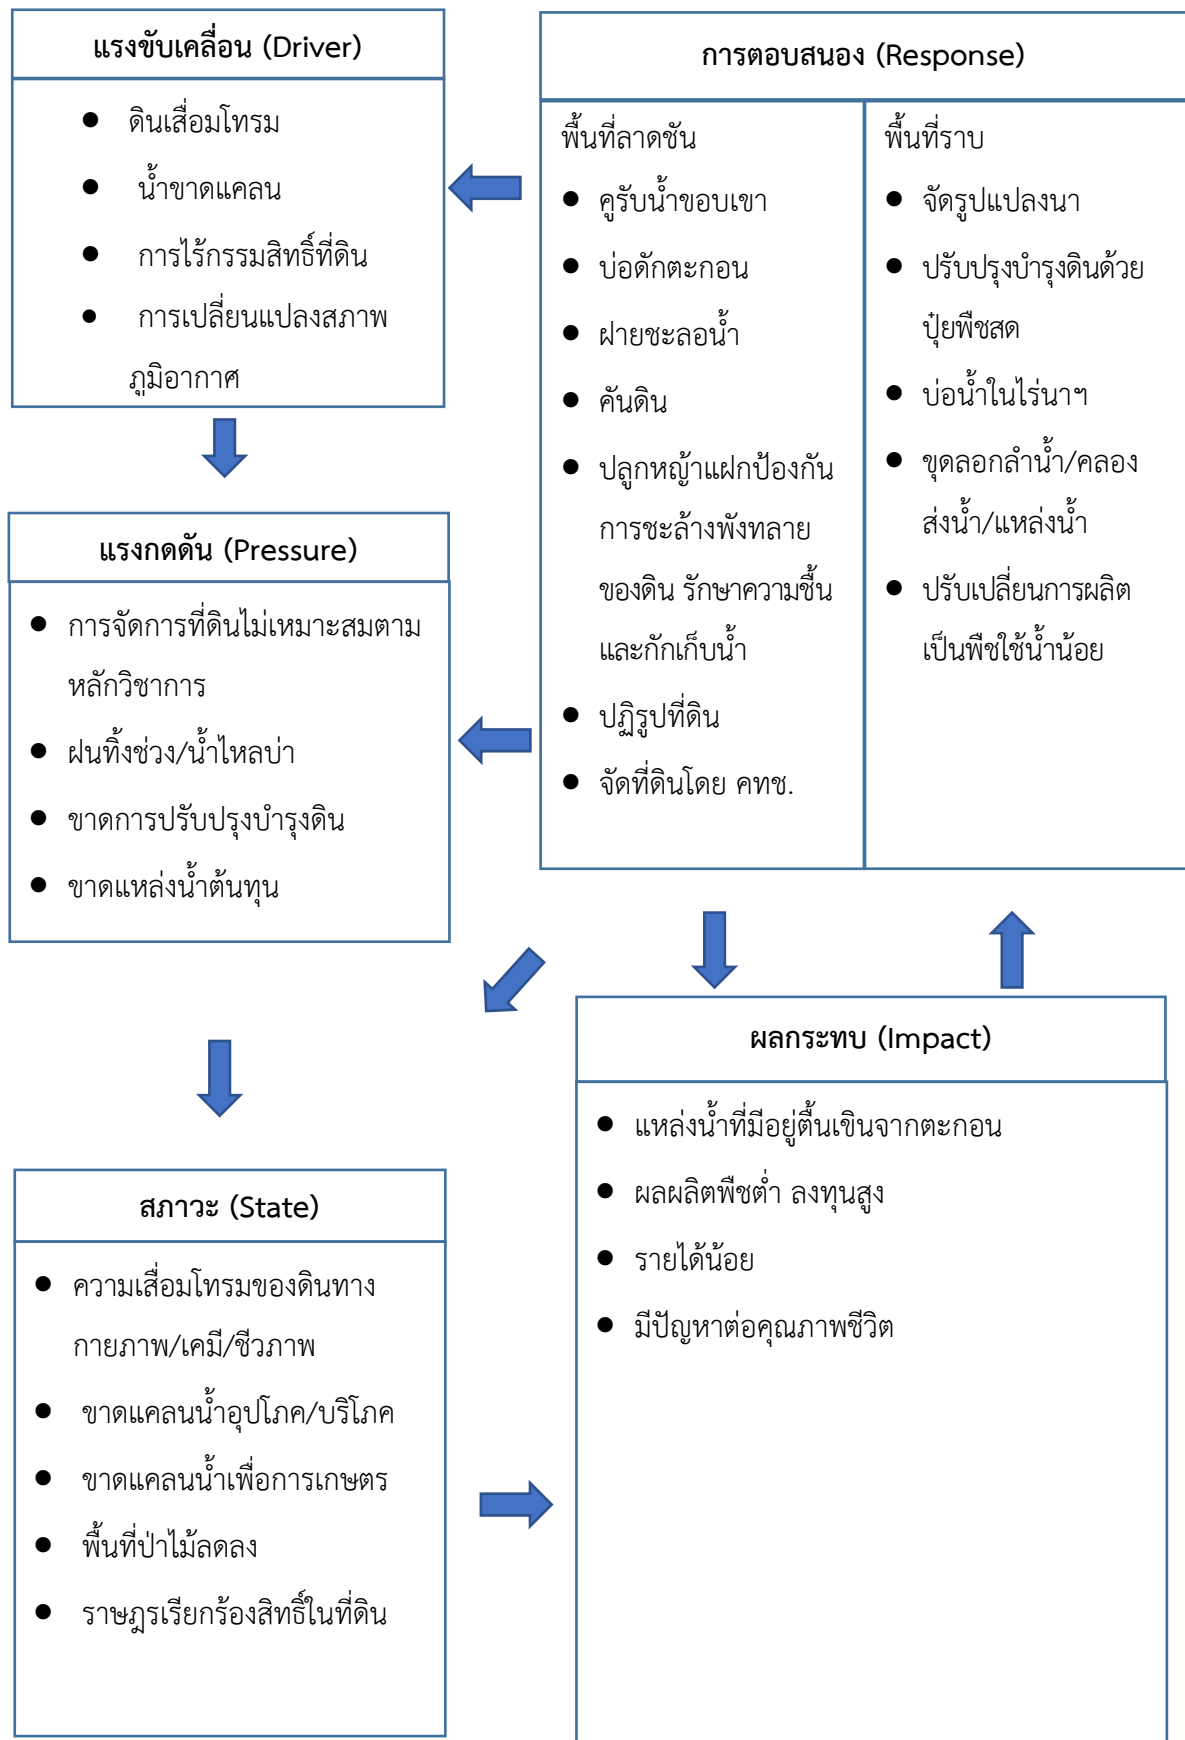 แรงขับเคลื่อน (Driver)
● ดินเสื่อมโทรม
● น้ำขาดแคลน
● การไร้กรรมสิทธิ์ที่ดิน
● การเปลี่ยนแปลงสภาพ
ภูมิอากาศ
การตอบสนอง (Response)
พื้นที่ลาดชัน
● คูรับน้ำขอบเขา
● บ่อดักตะกอน
● ฝายชะลอน้ำ
● คันดิน
● ปลูกหญ้าแฝกป้องกัน
การชะล้างพังทลาย
ของดิน รักษาความชื้น
และกักเก็บน้ำ
● ปฏิรูปที่ดิน
● จัดที่ดินโดย คทช.
พื้นที่ราบ
● จัดรูปแปลงนา
● ปรับปรุงบำรุงดินด้วย
ปุ๋ยพืชสด
● บ่อน้ำในไร่นาฯ
● ขุดลอกลำน้ำ/คลอง
ส่งน้ำ/แหล่งน้ำ
● ปรับเปลี่ยนการผลิต
เป็นพืชใช้น้ำน้อย
แรงกดดัน (Pressure)
● การจัดการที่ดินไม่เหมาะสมตาม
หลักวิชาการ
● ฝนทิ้งช่วง/น้ำไหลบ่า
● ขาดการปรับปรุงบำรุงดิน
● ขาดแหล่งน้ำต้นทุน
สภาวะ (State)
● ความเสื่อมโทรมของดินทาง
กายภาพ/เคมี/ชีวภาพ
● ขาดแคลนน้ำอุปโภค/บริโภค
● ขาดแคลนน้ำเพื่อการเกษตร
● พื้นที่ป่าไม้ลดลง
● ราษฎรเรียกร้องสิทธิ์ในที่ดิน
ผลกระทบ (Impact)
● แหล่งน้ำที่มีอยู่ตื้นเขินจากตะกอน
● ผลผลิตพืชต่ำ ลงทุนสูง
● รายได้น้อย
● มีปัญหาต่อคุณภาพชีวิต